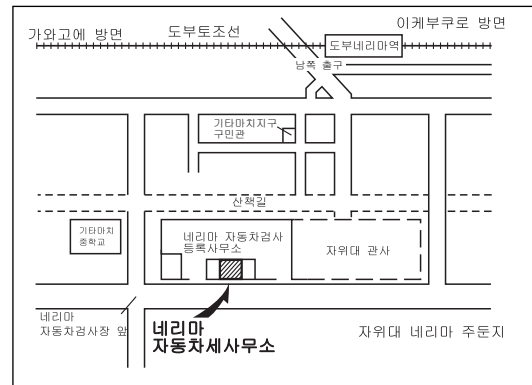 가와고에 방면
도부토조선
이케부쿠로 방면
도부네리마역
남쪽 출구
기타마치지구
구민관
산책길
기타마치
중학교
네리마 자동차검사
등록사무소
자위대 관사
네리마
자동차검사장 앞
네리마
자동차세사무소
자위대 네리마 주둔지